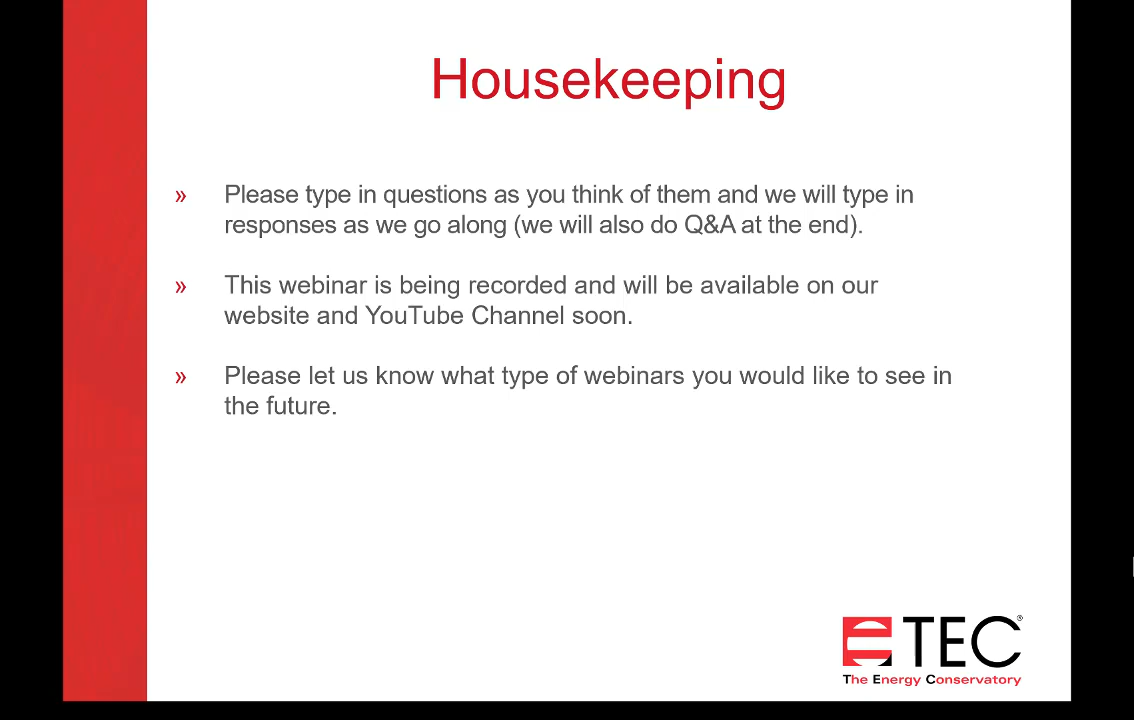 Housekeeping
» Please type in questions as you think of them and we will type in
responses as we go along (we will also do Q&A at the end).
» This webinar is being recorded and will be available on our
website and YouTube Channel soon.
» Please let us know what type of webinars you would like to see in
the future.
TEC®
The Energy Conservatory